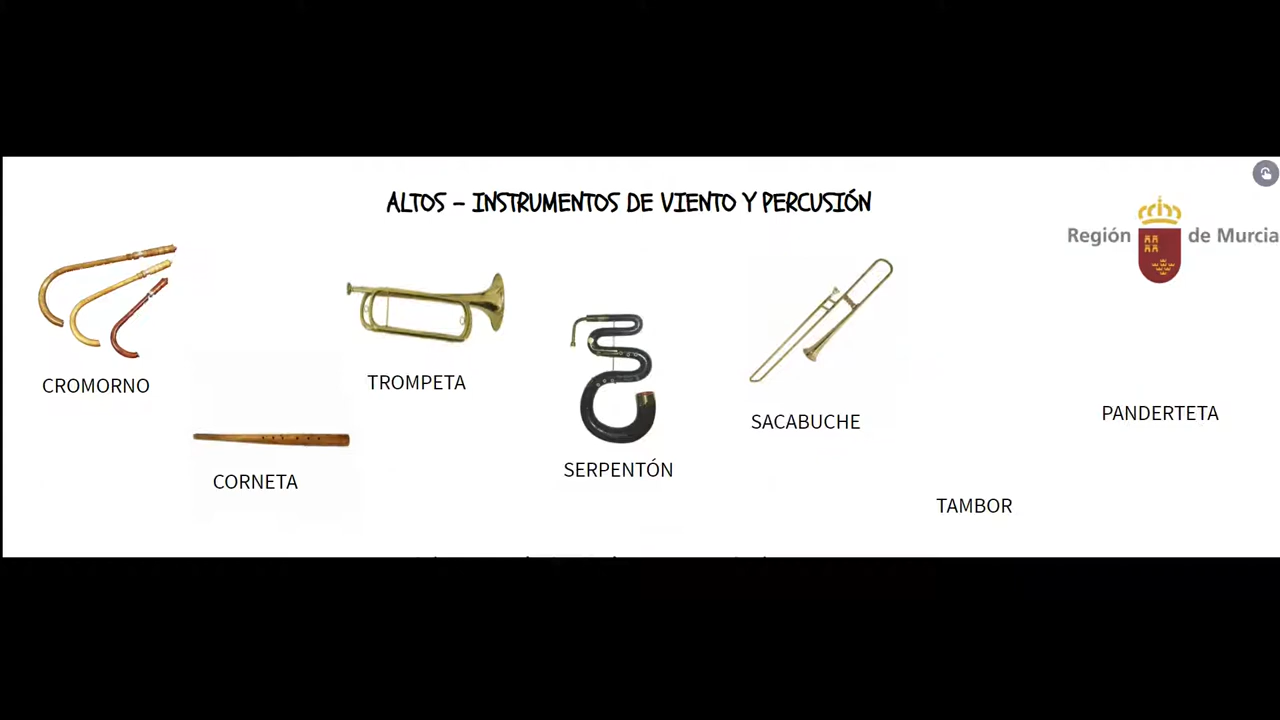 ALTOS - INSTRUMENTOS DE VIENTO Y PERCUSIÓN
Región de Murcia
CROMORNO
TROMPETA
SACABUCHE
PANDERTETA
CORNETA
SERPENTÓN
TAMBOR